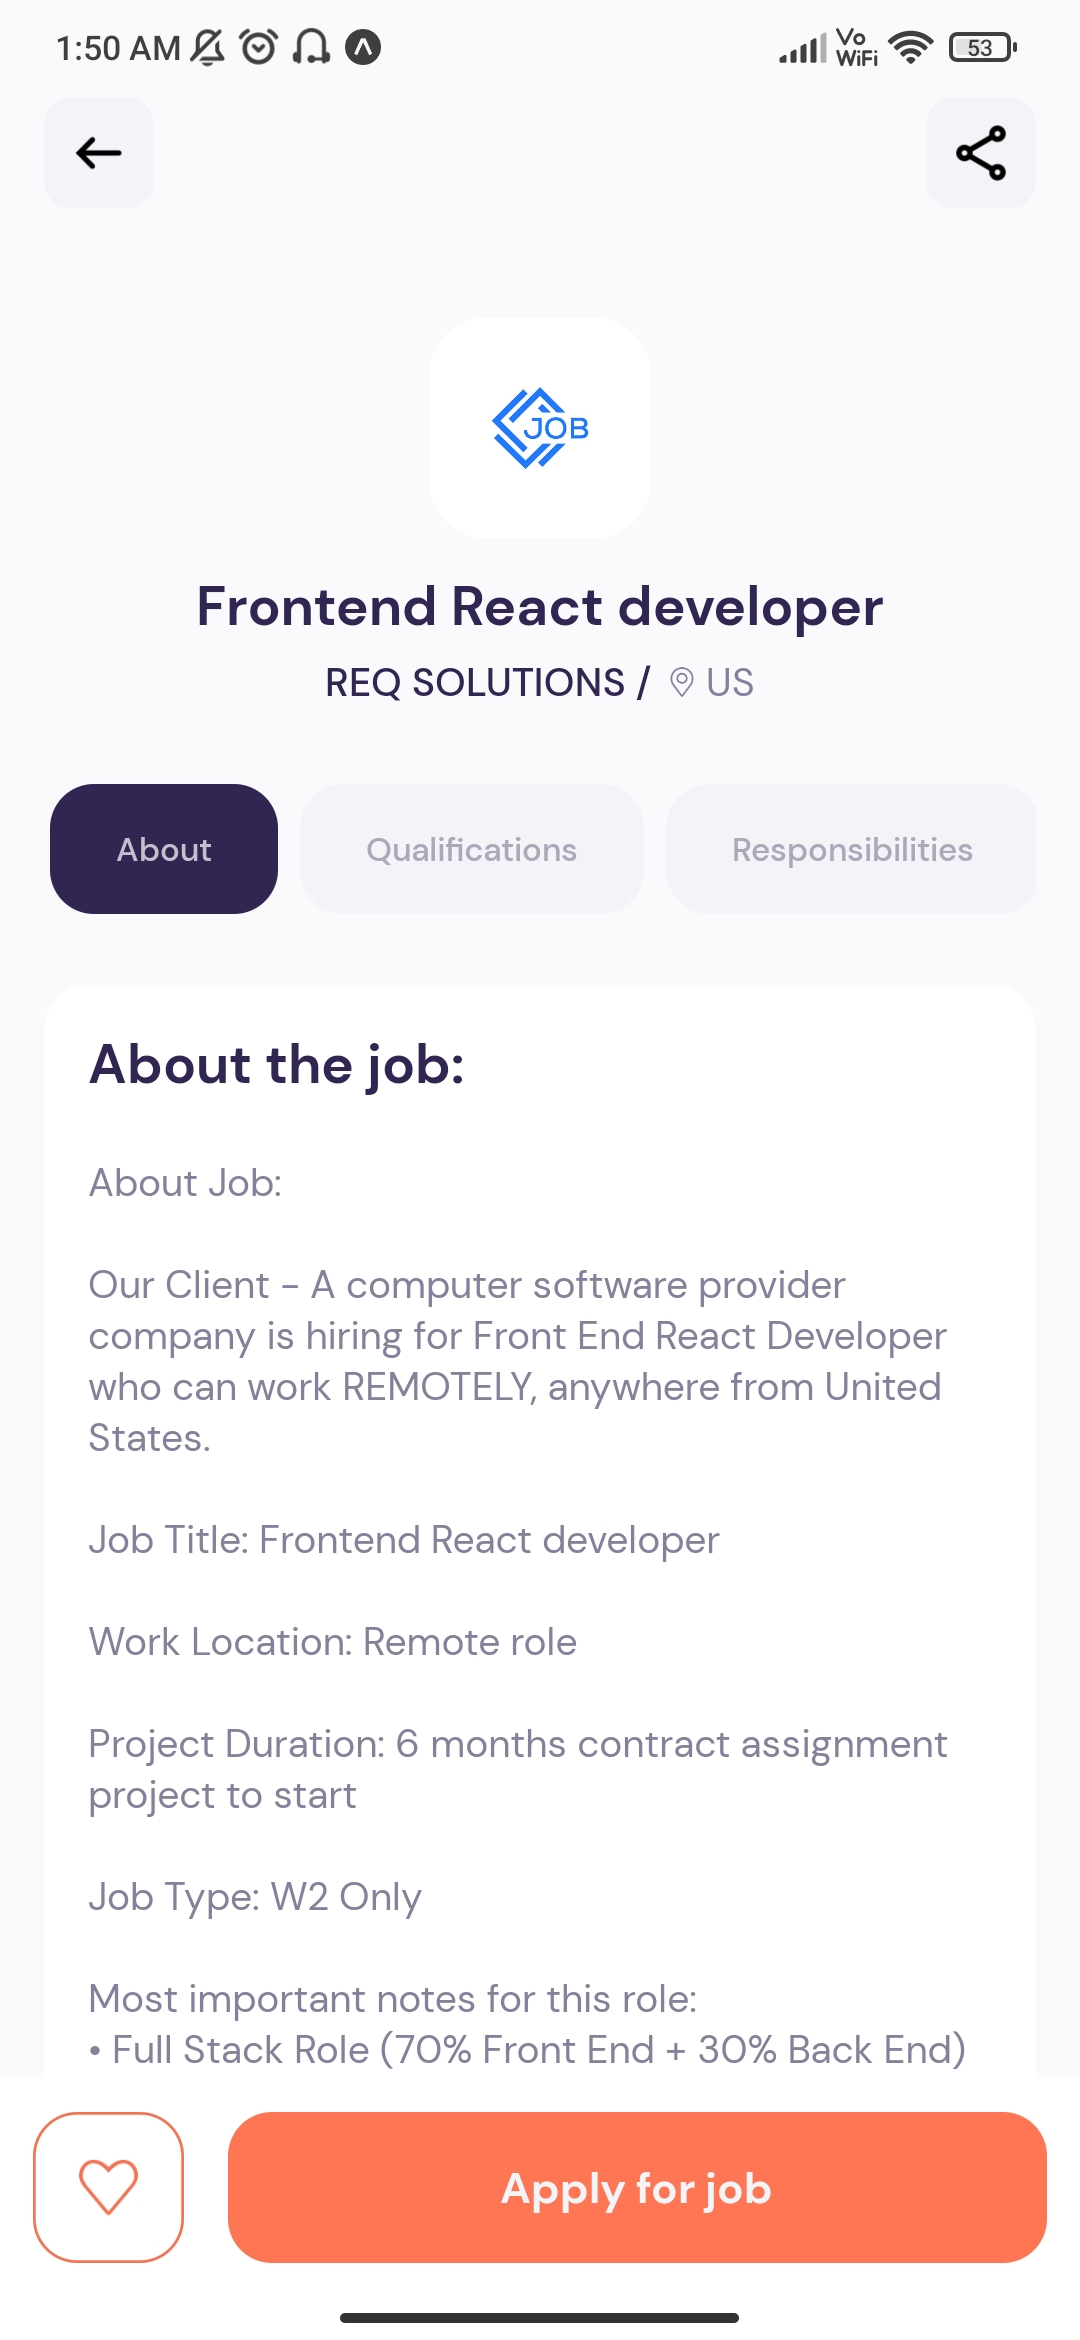 1:50 AM
Vo
WiFi
53
JOB
Frontend React developer
REQ SOLUTIONS / US
About
Qualifications
Responsibilities
About the job:
About Job:
Our Client - A computer software provider
company is hiring for Front End React Developer
who can work REMOTELY, anywhere from United
States.
Job Title: Frontend React developer
Work Location: Remote role
Project Duration: 6 months contract assignment
project to start
Job Type: W2 Only
Most important notes for this role:
• Full Stack Role (70% Front End + 30% Back End)
Apply for job